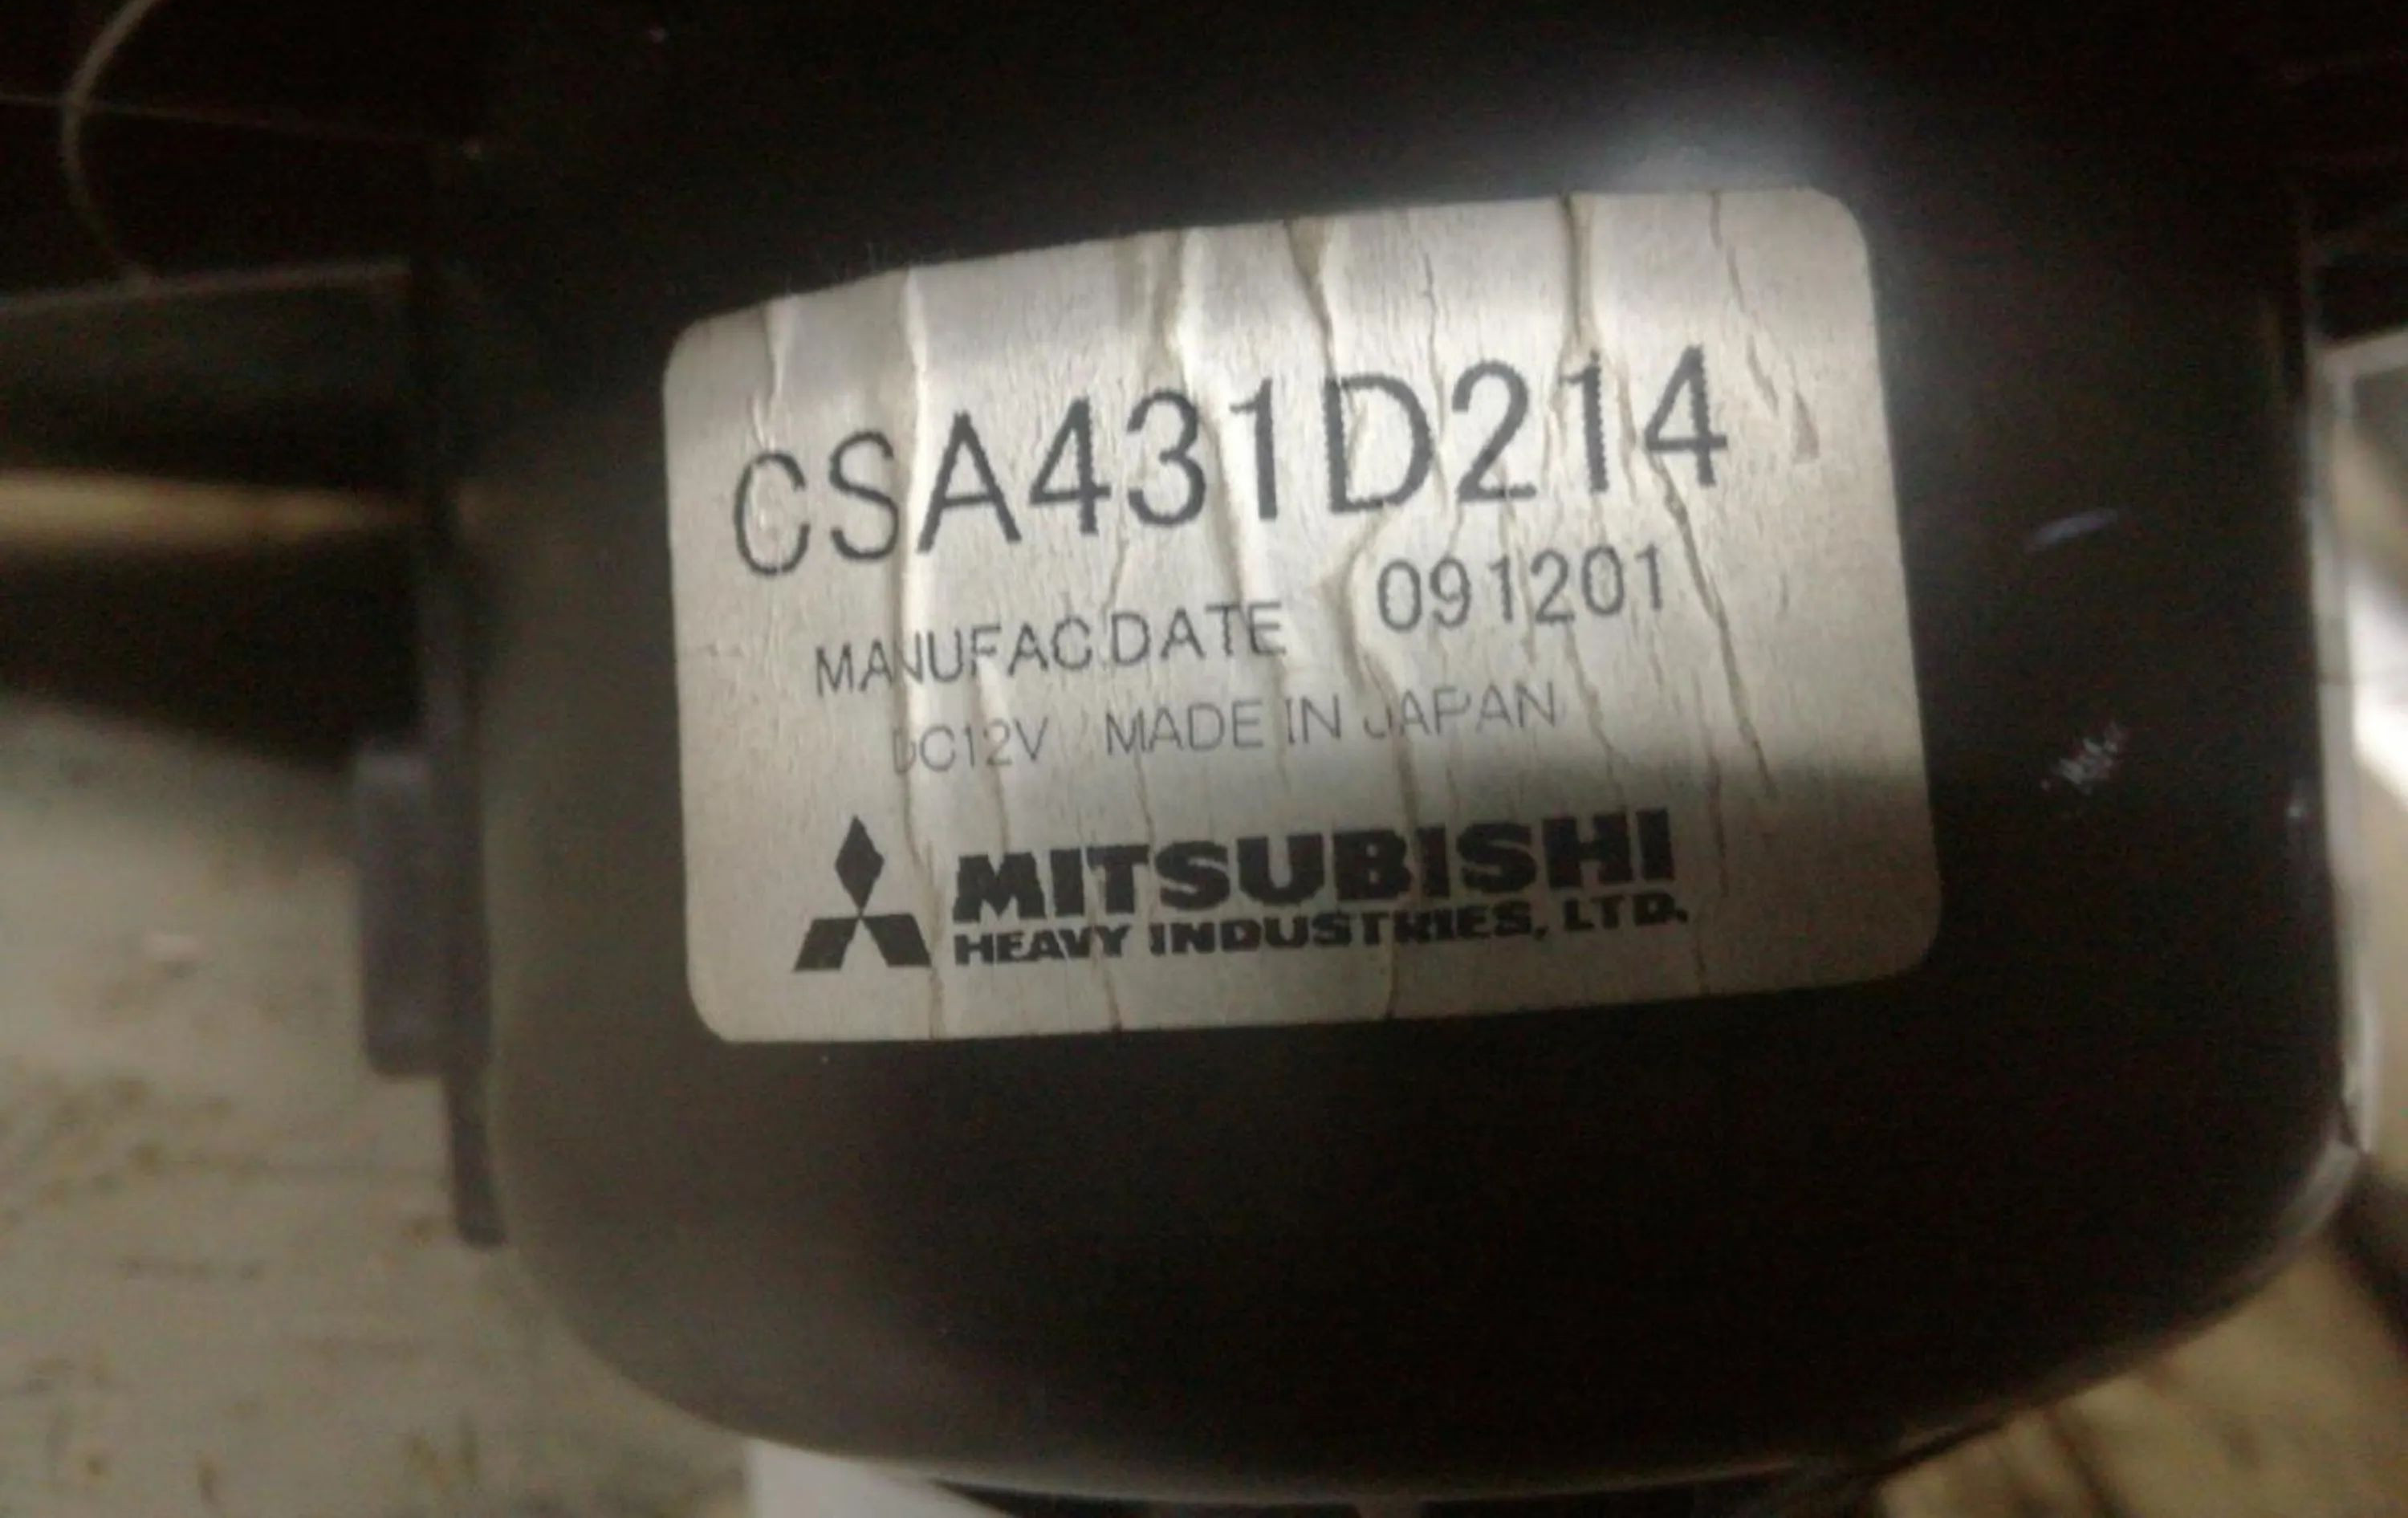 CSA431D214
MANUFAC.DATE 091201
DC12V MADE IN JAPAN
MITSUBISHI
HEAVY INDUSTRIES, LTD.